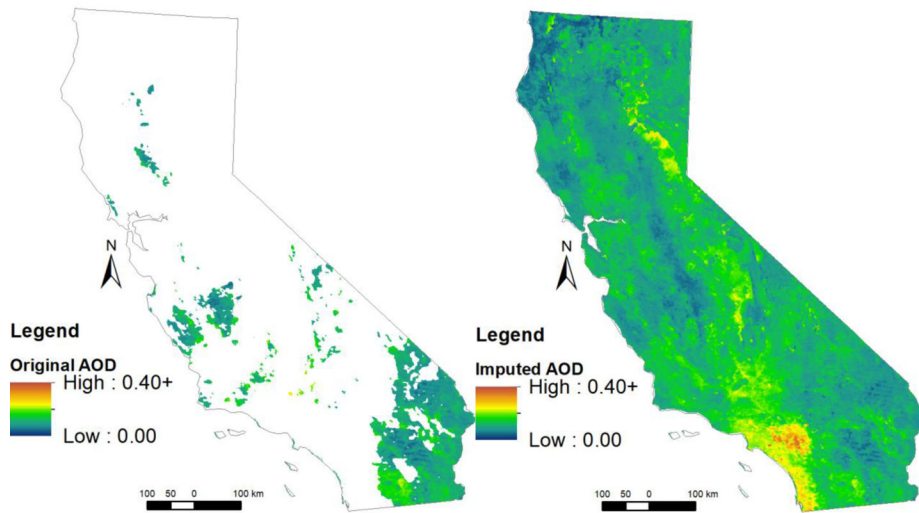 N
Legend
Original AOD
High : 0.40+
Low : 0.00
100 50 0 100 km
N
Legend
Imputed AOD
High : 0.40+
Low : 0.00
100 50 0 100 km